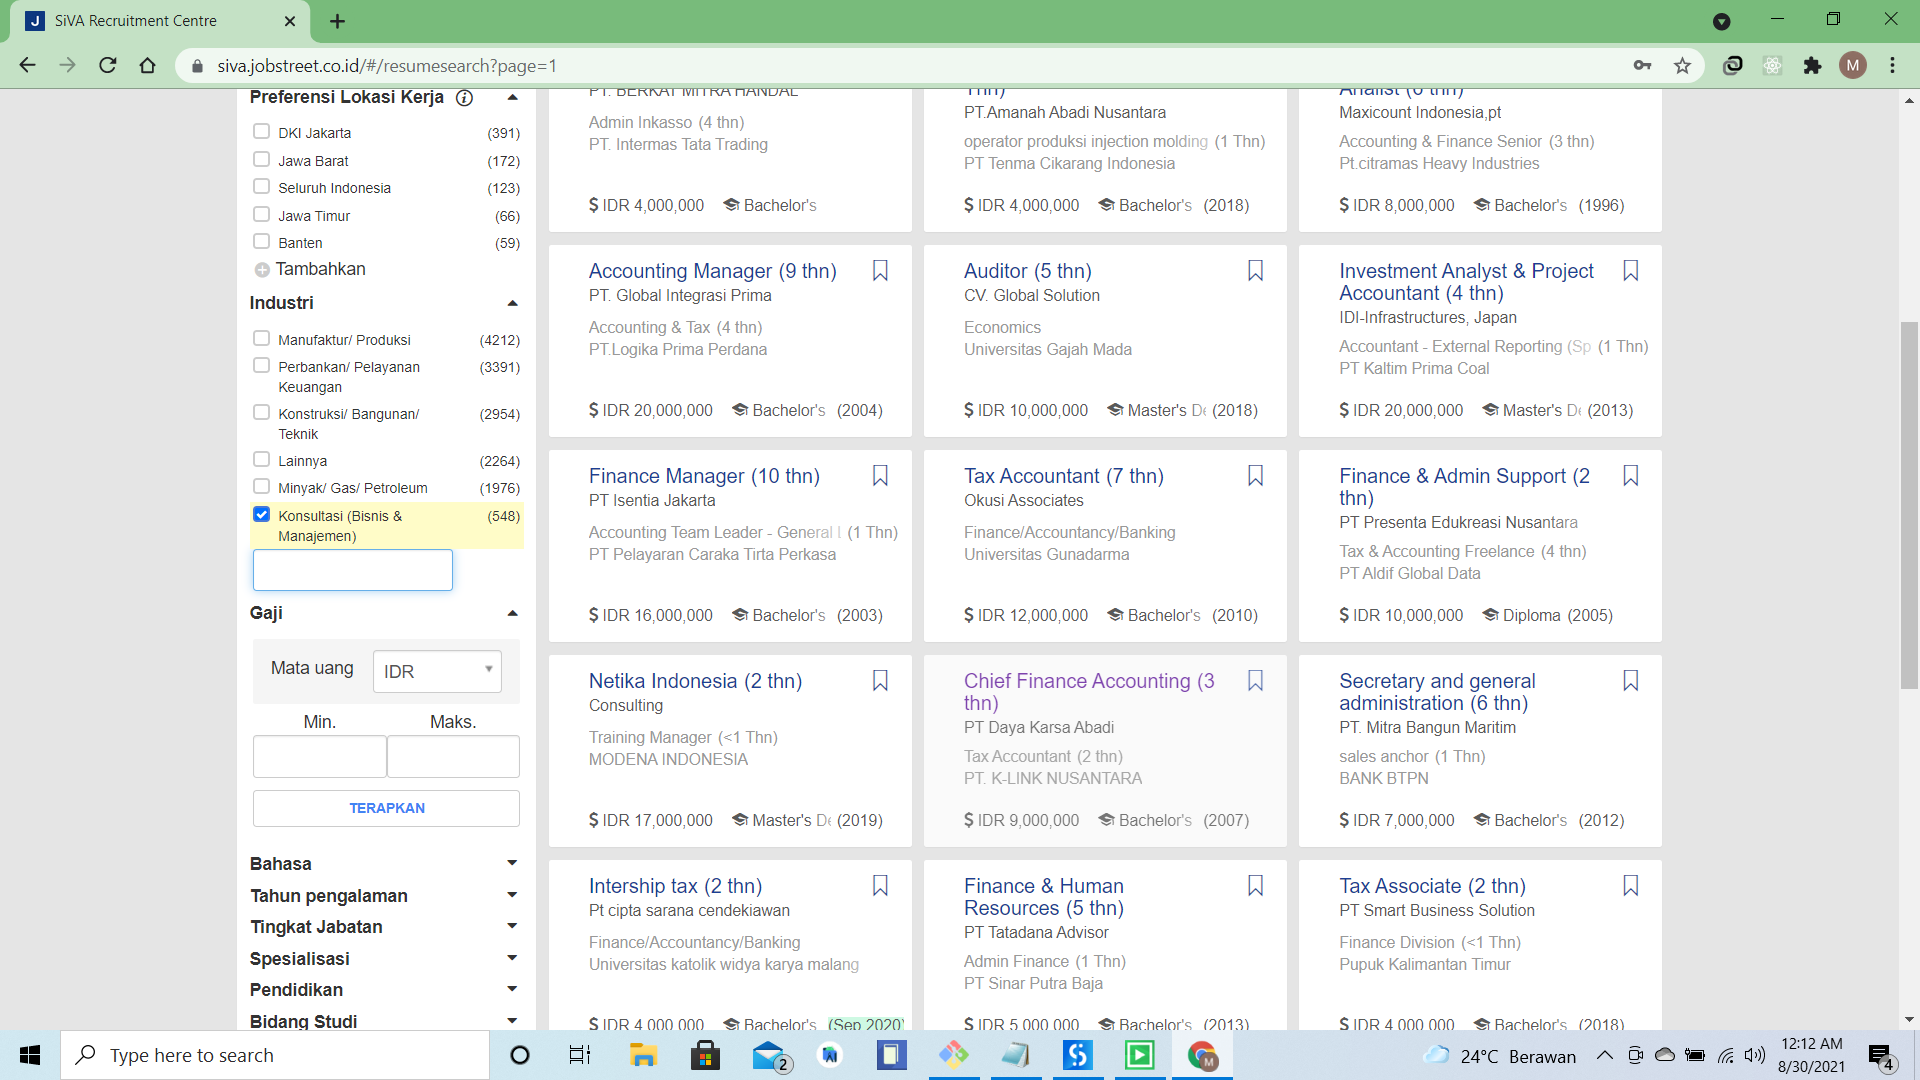 SiVA Recruitment Centre
siva.jobstreet.co.id/#/resumesearch?page=1
M
Preferensi Lokasi Kerja
DKI Jakarta (391)
Jawa Barat (172)
Seluruh Indonesia (123)
Jawa Timur (66)
Banten (59)
Tambahkan
Industri
Manufaktur/ Produksi (4212)
Perbankan/ Pelayanan (3391)
Keuangan
Konstruksi/ Bangunan/ (2954)
Teknik
Lainnya (2264)
Minyak/ Gas/ Petroleum (1976)
Konsultasi (Bisnis & (548)
Manajemen)
Gaji
Mata uang IDR
Min. Maks.
TERAPKAN
Bahasa
Tahun pengalaman
Tingkat Jabatan
Spesialisasi
Pendidikan
Bidang Studi
PT. BERKAT MITRA HANDAL
Admin Inkasso (4 thn)
PT. Intermas Tata Trading
$ IDR 4,000,000 Bachelor's
Thn)
PT.Amanah Abadi Nusantara
operator produksi injection molding (1 Thn)
PT Tenma Cikarang Indonesia
$ IDR 4,000,000 Bachelor's (2018)
Analist (6 thn)
Maxicount Indonesia,pt
Accounting & Finance Senior (3 thn)
Pt.citramas Heavy Industries
$ IDR 8,000,000 Bachelor's (1996)
Accounting Manager (9 thn)
PT. Global Integrasi Prima
Accounting & Tax (4 thn)
PT.Logika Prima Perdana
$ IDR 20,000,000 Bachelor's (2004)
Auditor (5 thn)
CV. Global Solution
Economics
Universitas Gajah Mada
$ IDR 10,000,000 Master's De (2018)
Investment Analyst & Project
Accountant (4 thn)
IDI-Infrastructures, Japan
Accountant - External Reporting (Sp (1 Thn)
PT Kaltim Prima Coal
$ IDR 20,000,000 Master's De (2013)
Finance Manager (10 thn)
PT Isentia Jakarta
Accounting Team Leader - General L (1 Thn)
PT Pelayaran Caraka Tirta Perkasa
$ IDR 16,000,000 Bachelor's (2003)
Tax Accountant (7 thn)
Okusi Associates
Finance/Accountancy/Banking
Universitas Gunadarma
$ IDR 12,000,000 Bachelor's (2010)
Finance & Admin Support (2
thn)
PT Presenta Edukreasi Nusantara
Tax & Accounting Freelance (4 thn)
PT Aldif Global Data
$ IDR 10,000,000 Diploma (2005)
Netika Indonesia (2 thn)
Consulting
Training Manager (<1 Thn)
MODENA INDONESIA
$ IDR 17,000,000 Master's De (2019)
Chief Finance Accounting (3
thn)
PT Daya Karsa Abadi
Tax Accountant (2 thn)
PT. K-LINK NUSANTARA
$ IDR 9,000,000 Bachelor's (2007)
Secretary and general
administration (6 thn)
PT. Mitra Bangun Maritim
sales anchor (1 Thn)
BANK BTPN
$ IDR 7,000,000 Bachelor's (2012)
Intership tax (2 thn)
Pt cipta sarana cendekiawan
Finance/Accountancy/Banking
Universitas katolik widya karya malang
$ IDR 4,000,000 Bachelor's (Sep 2020)
Finance & Human
Resources (5 thn)
PT Tatadana Advisor
Admin Finance (1 Thn)
PT Sinar Putra Baja
$ IDR 5,000,000 Bachelor's (2013)
Tax Associate (2 thn)
PT Smart Business Solution
Finance Division (<1 Thn)
Pupuk Kalimantan Timur
$ IDR 4,000,000 Bachelor's (2018)
Type here to search
2
24°C Berawan
12:12 AM
8/30/2021
4